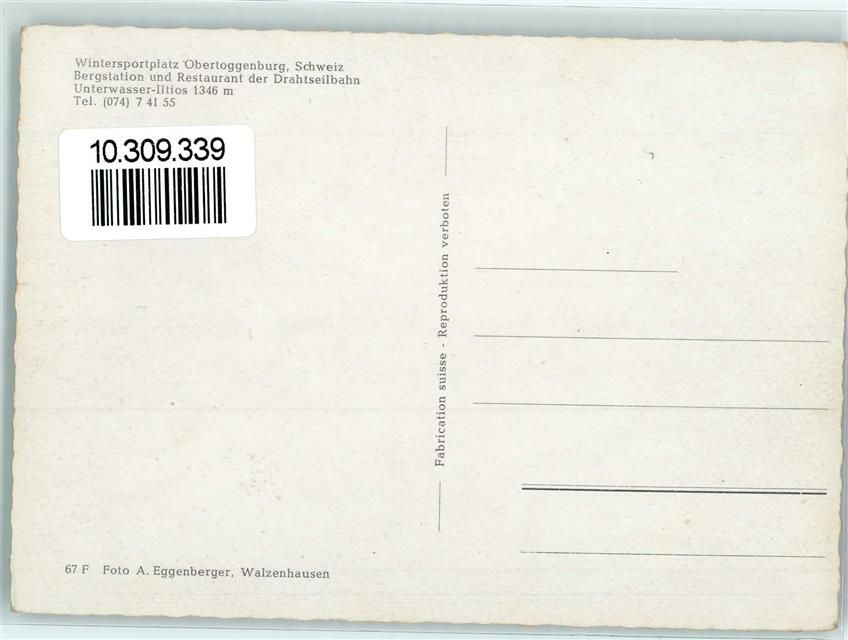 Wintersportplatz Obertoggenburg, Schweiz
Bergstation und Restaurant der Drahtseilbahn
Unterwasser-Iltios 1346 m
Tel. (074) 7 41 55
10.309.339
Fabrication suisse - Reproduktion verboten
67 F Foto A. Eggenberger, Walzenhausen